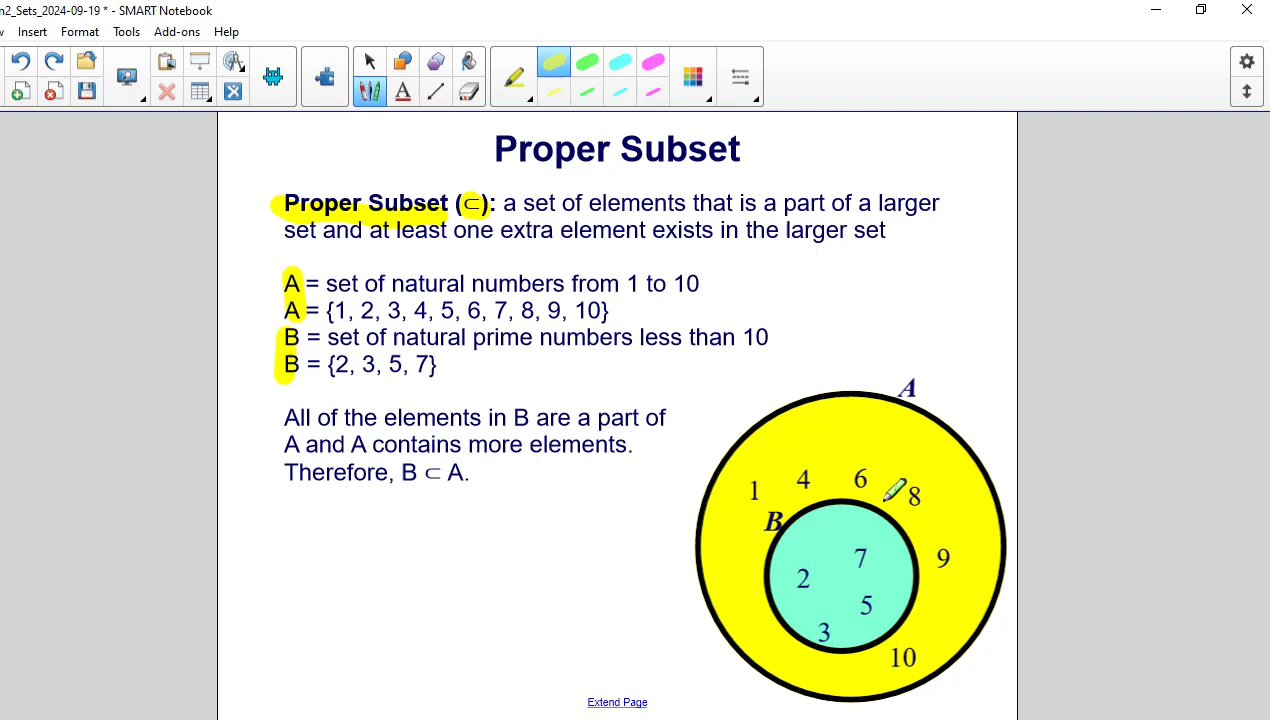 n2_Sets_2024-09-19 * - SMART Notebook
Insert Format Tools Add-ons Help
Proper Subset
Proper Subset (⊂): a set of elements that is a part of a larger
set and at least one extra element exists in the larger set
A = set of natural numbers from 1 to 10
A = {1, 2, 3, 4, 5, 6, 7, 8, 9, 10}
B = set of natural prime numbers less than 10
B = {2, 3, 5, 7}
All of the elements in B are a part of
A and A contains more elements.
Therefore, B ⊂ A.
A
1 4 6 8
B
7 9
2
5
3
10
Extend Page